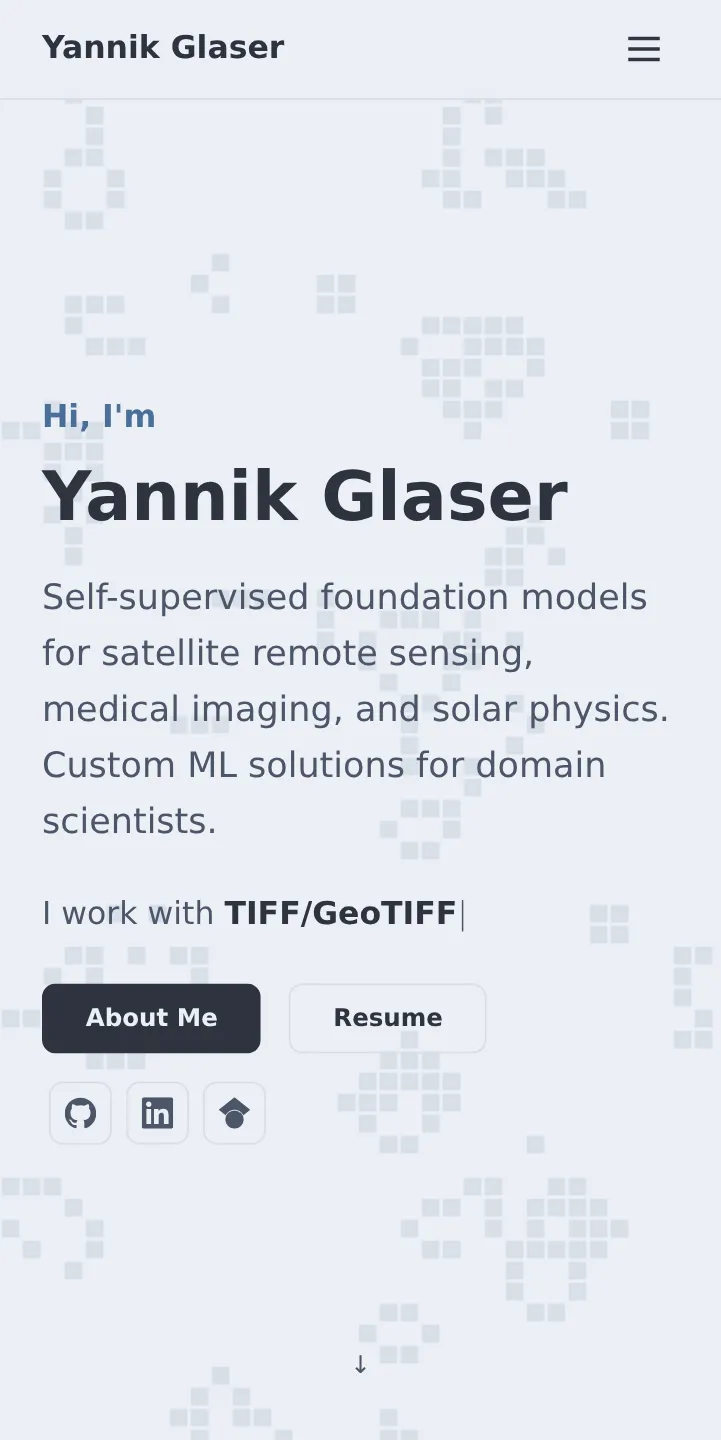 Yannik Glaser
Hi, I'm
Yannik Glaser
Self-supervised foundation models
for satellite remote sensing,
medical imaging, and solar physics.
Custom ML solutions for domain
scientists.
I work with TIFF/GeoTIFF|
About Me
Resume
in
↓